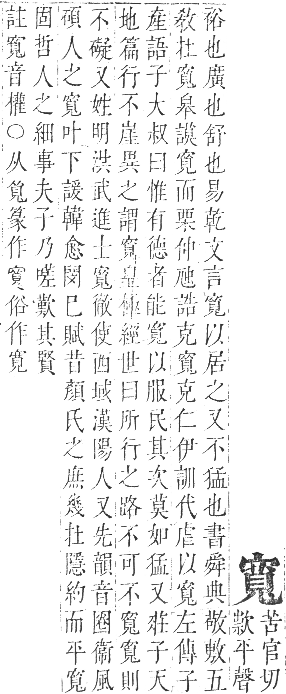 寬
苦官切
款平聲
裕也廣也舒也易乾文言寬以居之又不猛也書舜典敬敷五
敎在寬皋謨寬而栗仲虺誥克寬克仁伊訓代虐以寬左傳子
產語子大叔曰惟有德者能寬以服民其次莫如猛又莊子天
地篇行不崖異之謂寬皇極經世曰所行之路不可不寬寬則
不礙又姓明洪武進士寬徹使西域漢陽人又先韻音圈衞風
碩人之寬叶下諼韓愈閔已賦昔顏氏之庶幾在隱約而平寬
固哲人之細事夫子乃嗟歎其賢
註寬音權○从萈篆作寛俗作寬